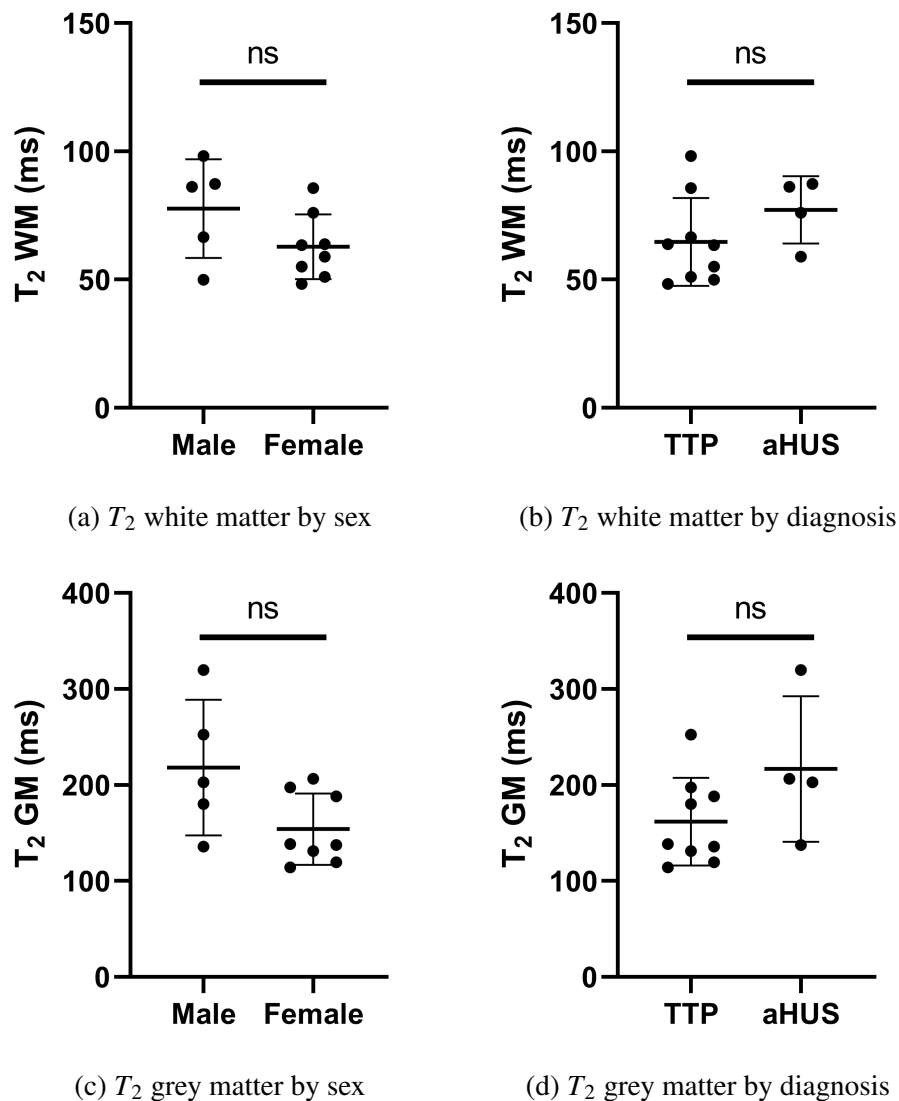 150
100
50
0
T₂ WM (ms)
ns
Male Female
(a) T₂ white matter by sex
150
100
50
0
T₂ WM (ms)
ns
TTP aHUS
(b) T₂ white matter by diagnosis
400
300
200
100
0
T₂ GM (ms)
ns
Male Female
(c) T₂ grey matter by sex
400
300
200
100
0
T₂ GM (ms)
ns
TTP aHUS
(d) T₂ grey matter by diagnosis